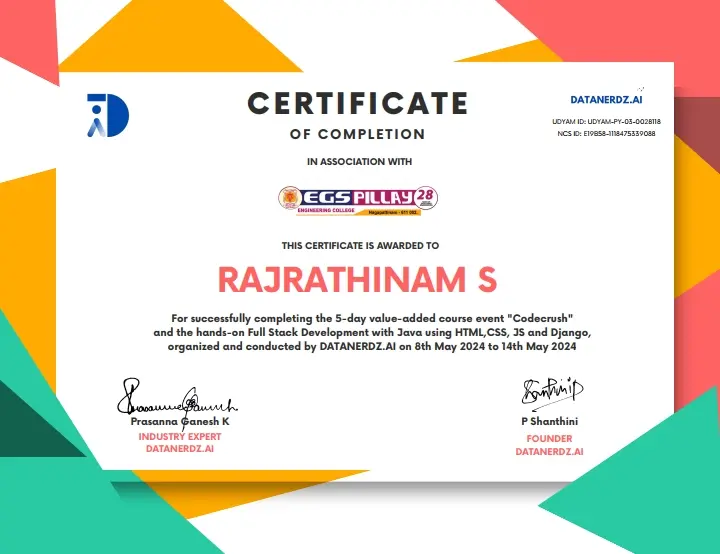 CERTIFICATE
OF COMPLETION
IN ASSOCIATION WITH
DATANERDZ.AI
UDYAM ID: UDYAM-PY-03-0028118
NCS ID: E19B58-1118475339088
EGS PILLAY 28
ENGINEERING COLLEGE
Nagapattinam - 611 002.
THIS CERTIFICATE IS AWARDED TO
RAJRATHINAM S
For successfully completing the 5-day value-added course event "Codecrush"
and the hands-on Full Stack Development with Java using HTML,CSS, JS and Django,
organized and conducted by DATANERDZ.AI on 8th May 2024 to 14th May 2024
Prasanna Ganesh K
INDUSTRY EXPERT
DATANERDZ.AI
Shanthini P
P Shanthini
FOUNDER
DATANERDZ.AI